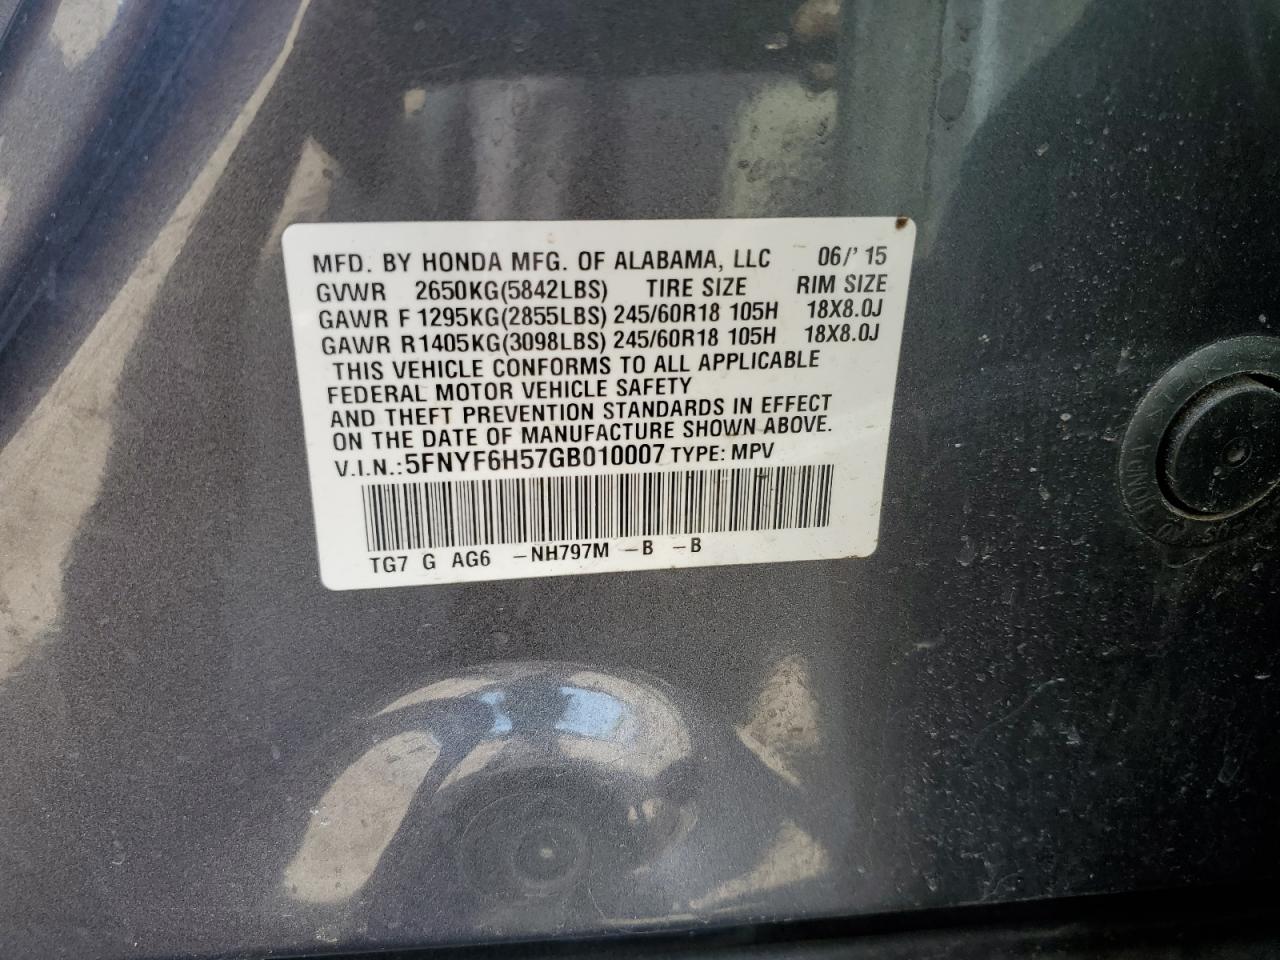 MFD. BY HONDA MFG. OF ALABAMA, LLC 06/' 15
GVWR 2650KG(5842LBS) TIRE SIZE RIM SIZE
GAWR F 1295KG(2855LBS) 245/60R18 105H 18X8.0J
GAWR R 1405KG(3098LBS) 245/60R18 105H 18X8.0J
THIS VEHICLE CONFORMS TO ALL APPLICABLE
FEDERAL MOTOR VEHICLE SAFETY
AND THEFT PREVENTION STANDARDS IN EFFECT
ON THE DATE OF MANUFACTURE SHOWN ABOVE.
V.I.N.:5FNYF6H57GB010007 TYPE: MPV
TG7 G AG6 -NH797M -B -B